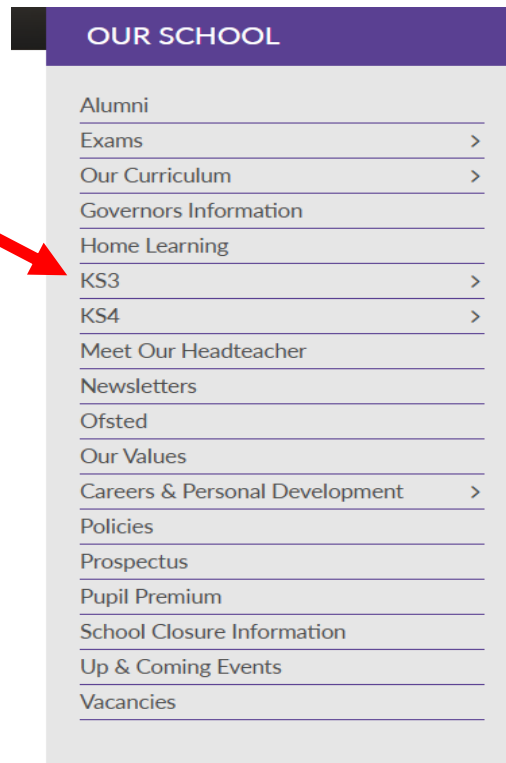 OUR SCHOOL
Alumni
Exams >
Our Curriculum >
Governors Information
Home Learning
KS3 >
KS4 >
Meet Our Headteacher
Newsletters
Ofsted
Our Values
Careers & Personal Development >
Policies
Prospectus
Pupil Premium
School Closure Information
Up & Coming Events
Vacancies